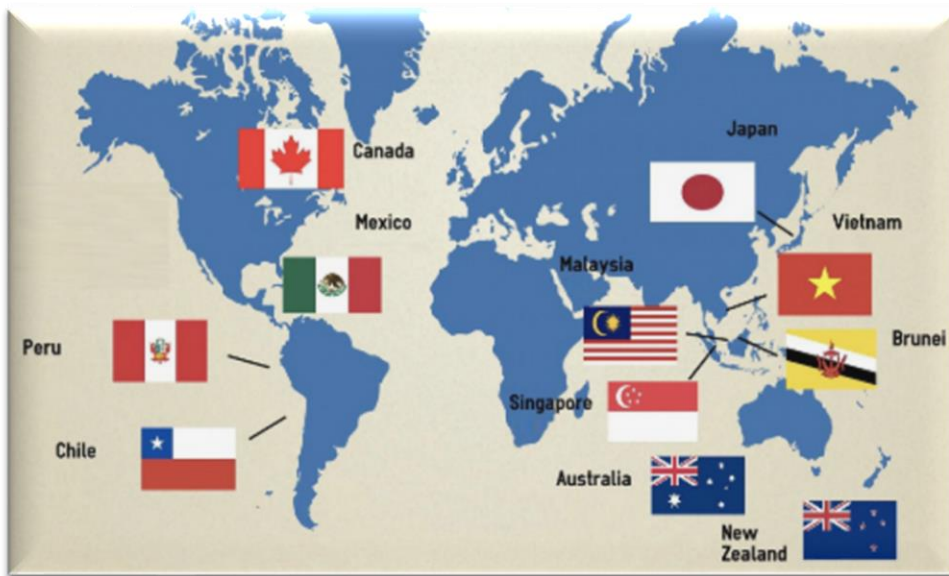 Japan
Canada
Mexico
Vietnam
Malaysia
Brunei
Peru
Singapore
Chile
Australia
New
Zealand